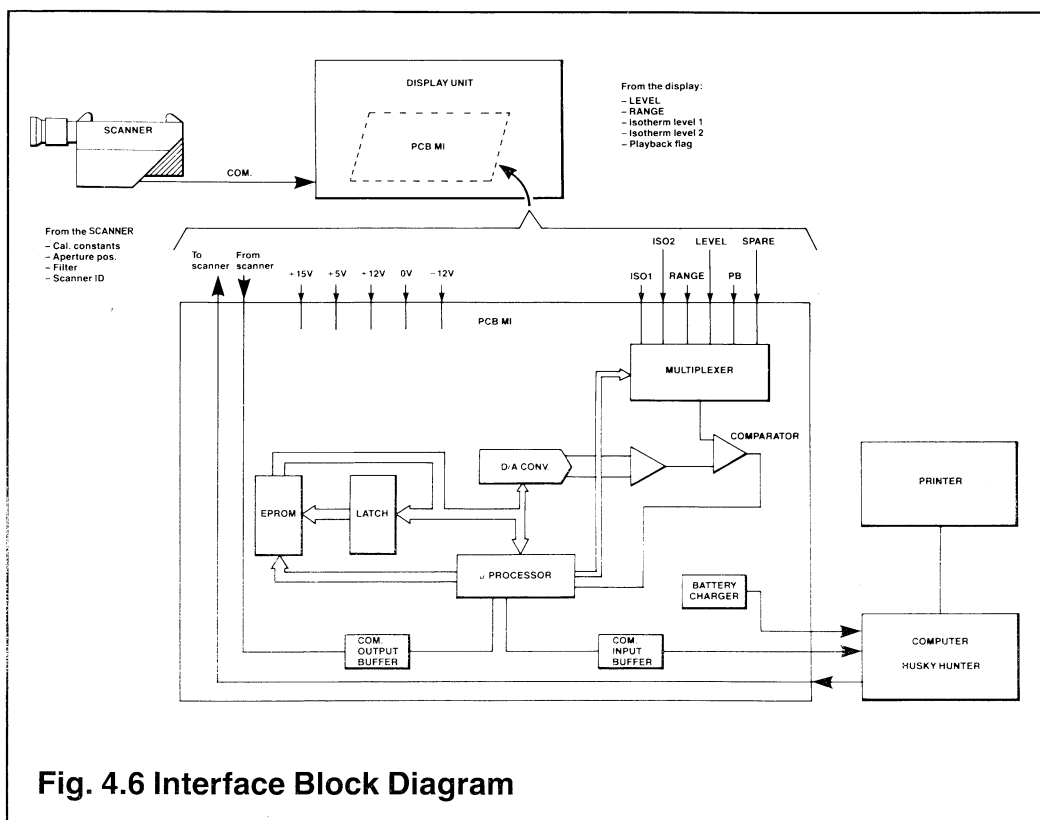 DISPLAY UNIT
PCB MI
SCANNER
COM.
From the display:
– LEVEL
– RANGE
– Isotherm level 1
– Isotherm level 2
– Playback flag
From the SCANNER
– Cal. constants
– Aperture pos.
– Filter
– Scanner ID
To scanner
From scanner
+15V
+5V
+12V
0V
–12V
ISO1
ISO2
RANGE
LEVEL
PB
SPARE
PCB MI
MULTIPLEXER
COMPARATOR
D/A CONV.
EPROM
LATCH
μ PROCESSOR
PRINTER
BATTERY
CHARGER
COM.
OUTPUT
BUFFER
COM.
INPUT
BUFFER
COMPUTER
HUSKY HUNTER
Fig. 4.6 Interface Block Diagram